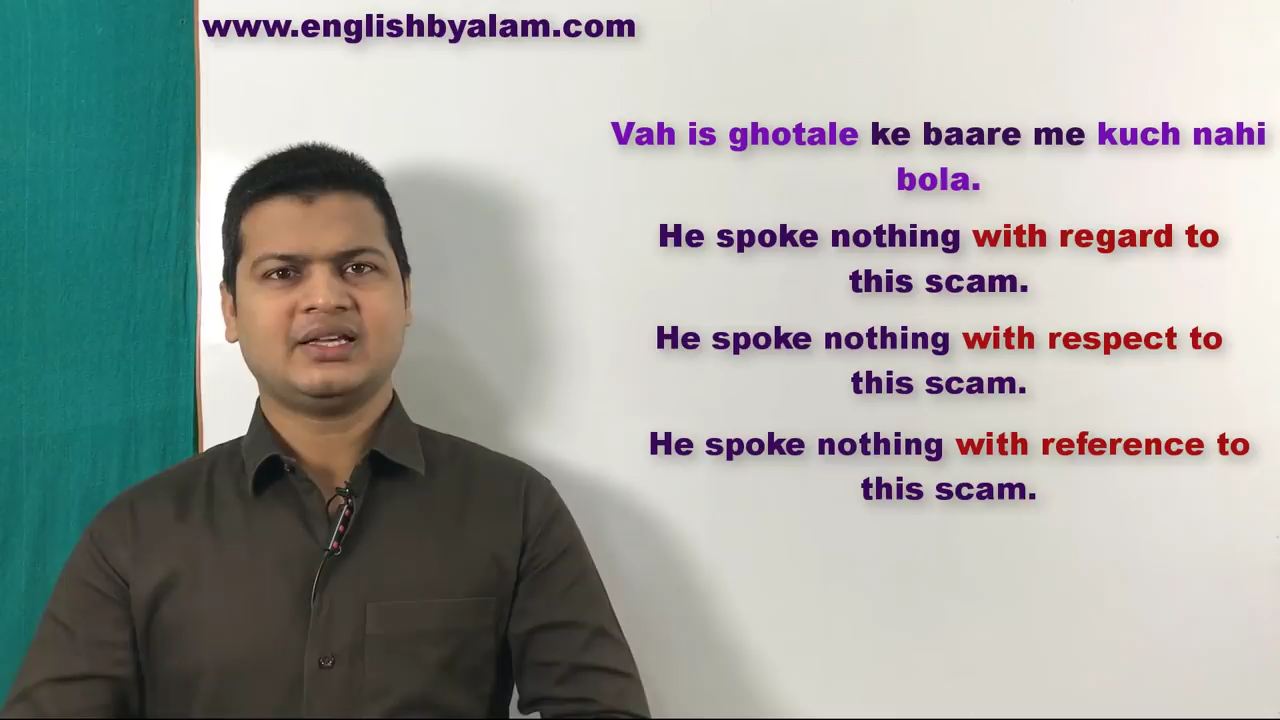 www.englishbyalam.com
Vah is ghotale ke baare me kuch nahi
bola.
He spoke nothing with regard to
this scam.
He spoke nothing with respect to
this scam.
He spoke nothing with reference to
this scam.